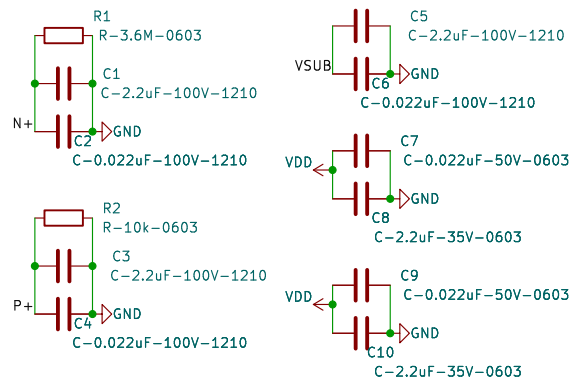 R1
R-3.6M-0603
C1
C-2.2uF-100V-1210
N+
GND
C2
C-0.022uF-100V-1210
R2
R-10k-0603
C3
C-2.2uF-100V-1210
P+
GND
C4
C-0.022uF-100V-1210
C5
C-2.2uF-100V-1210
VSUB
GND
C6
C-0.022uF-100V-1210
C7
C-0.022uF-50V-0603
VDD
GND
C8
C-2.2uF-35V-0603
C9
C-0.022uF-50V-0603
VDD
GND
C10
C-2.2uF-35V-0603